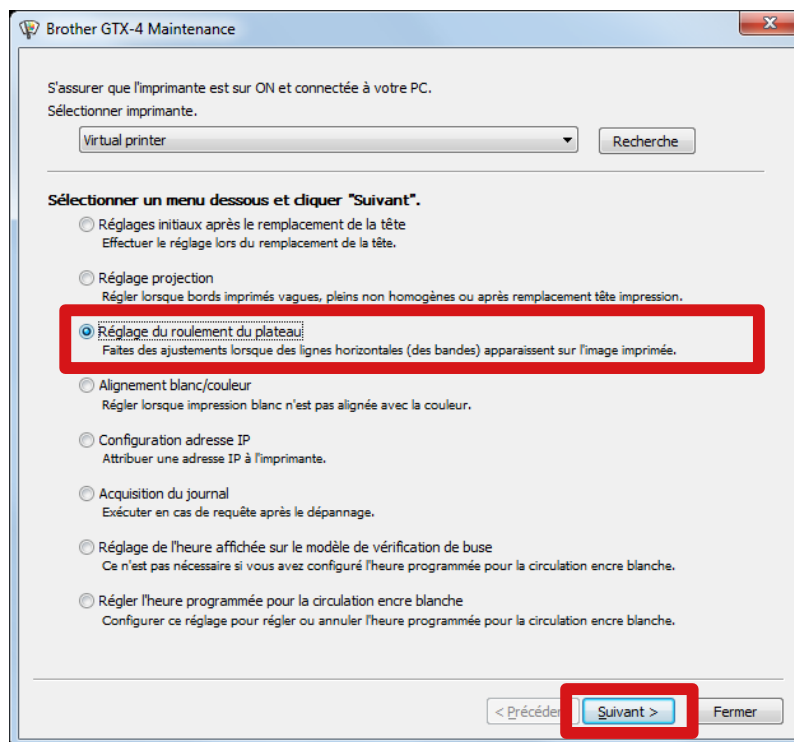 Brother GTX-4 Maintenance
S'assurer que l'imprimante est sur ON et connectée à votre PC.
Sélectionner imprimante.
Virtual printer
Recherche
Sélectionner un menu dessous et cliquer "Suivant".
Réglages initiaux après le remplacement de la tête
Effectuer le réglage lors du remplacement de la tête.
Réglage projection
Régler lorsque bords imprimés vagues, pleins non homogènes ou après remplacement tête impression.
Réglage du roulement du plateau
Faites des ajustements lorsque des lignes horizontales (des bandes) apparaissent sur l'image imprimée.
Alignement blanc/couleur
Régler lorsque impression blanc n'est pas alignée avec la couleur.
Configuration adresse IP
Attribuer une adresse IP à l'imprimante.
Acquisition du journal
Exécuter en cas de requête après le dépannage.
Réglage de l'heure affichée sur le modèle de vérification de buse
Ce n'est pas nécessaire si vous avez configuré l'heure programmée pour la circulation encre blanche.
Régler l'heure programmée pour la circulation encre blanche
Configurer ce réglage pour régler ou annuler l'heure programmée pour la circulation encre blanche.
< Précéden Suivant > Fermer